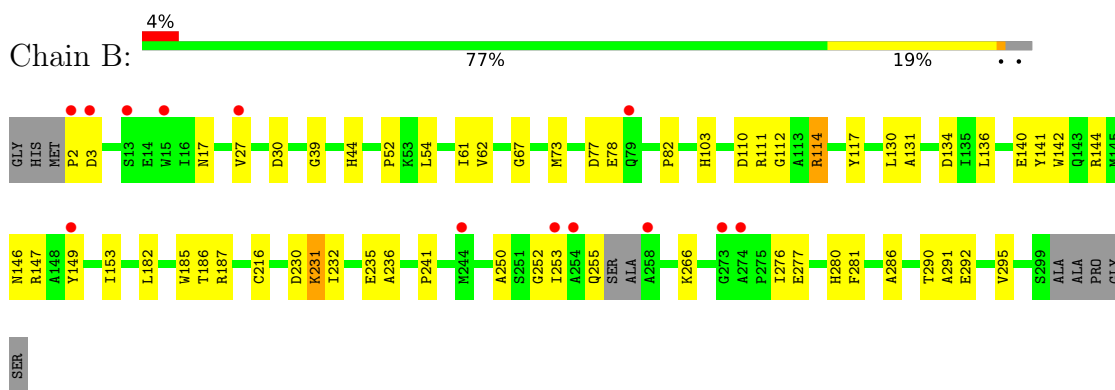 4%
Chain B:
77%
19%
• •
GLY HIS MET P2 D3 S13 E14 W15 I16 N17 V27 D30 G39 H44 P52 K53 L54 I61 V62 G67 M73 D77 E78 Q79 P82 H103 D110 R111 G112 A113 R114 Y117 L130 A131 D134 I135 L136 E140 Y141 W142 Q143 R144 M145
N146 R147 A148 Y149 I153 L182 W185 T186 R187 C216 D230 K231 I232 E235 A236 P241 M244 A250 S251 G252 I253 A254 Q255 SER ALA A258 K266 G273 A274 P275 I276 E277 H280 F281 A286 T290 A291 E292 V295 S299 ALA ALA PRO GLY
SER